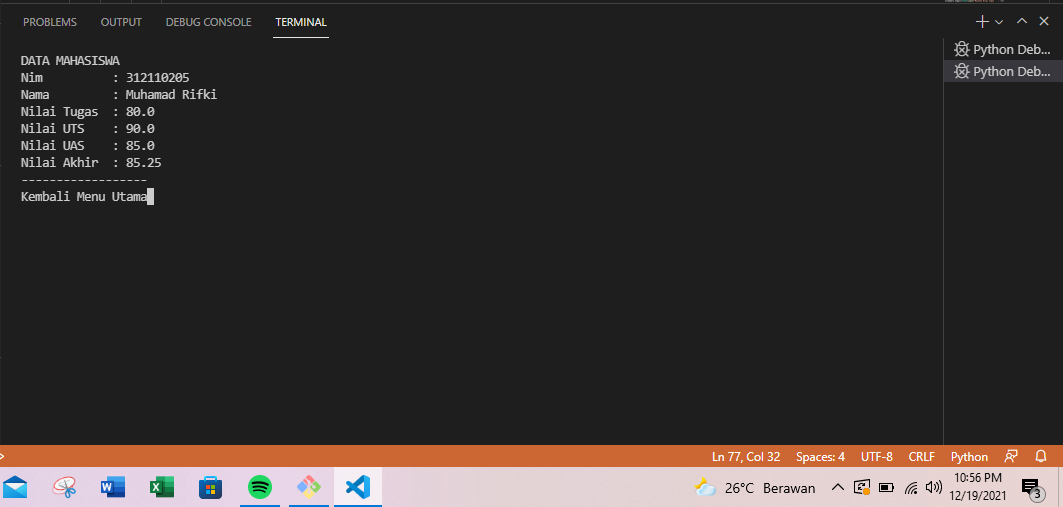 PROBLEMS OUTPUT DEBUG CONSOLE TERMINAL
Python Deb...
Python Deb...
DATA MAHASISWA
Nim : 312110205
Nama : Muhamad Rifki
Nilai Tugas : 80.0
Nilai UTS : 90.0
Nilai UAS : 85.0
Nilai Akhir : 85.25
------------------
Kembali Menu Utama
Ln 77, Col 32 Spaces: 4 UTF-8 CRLF Python
26°C Berawan
10:56 PM
12/19/2021
3